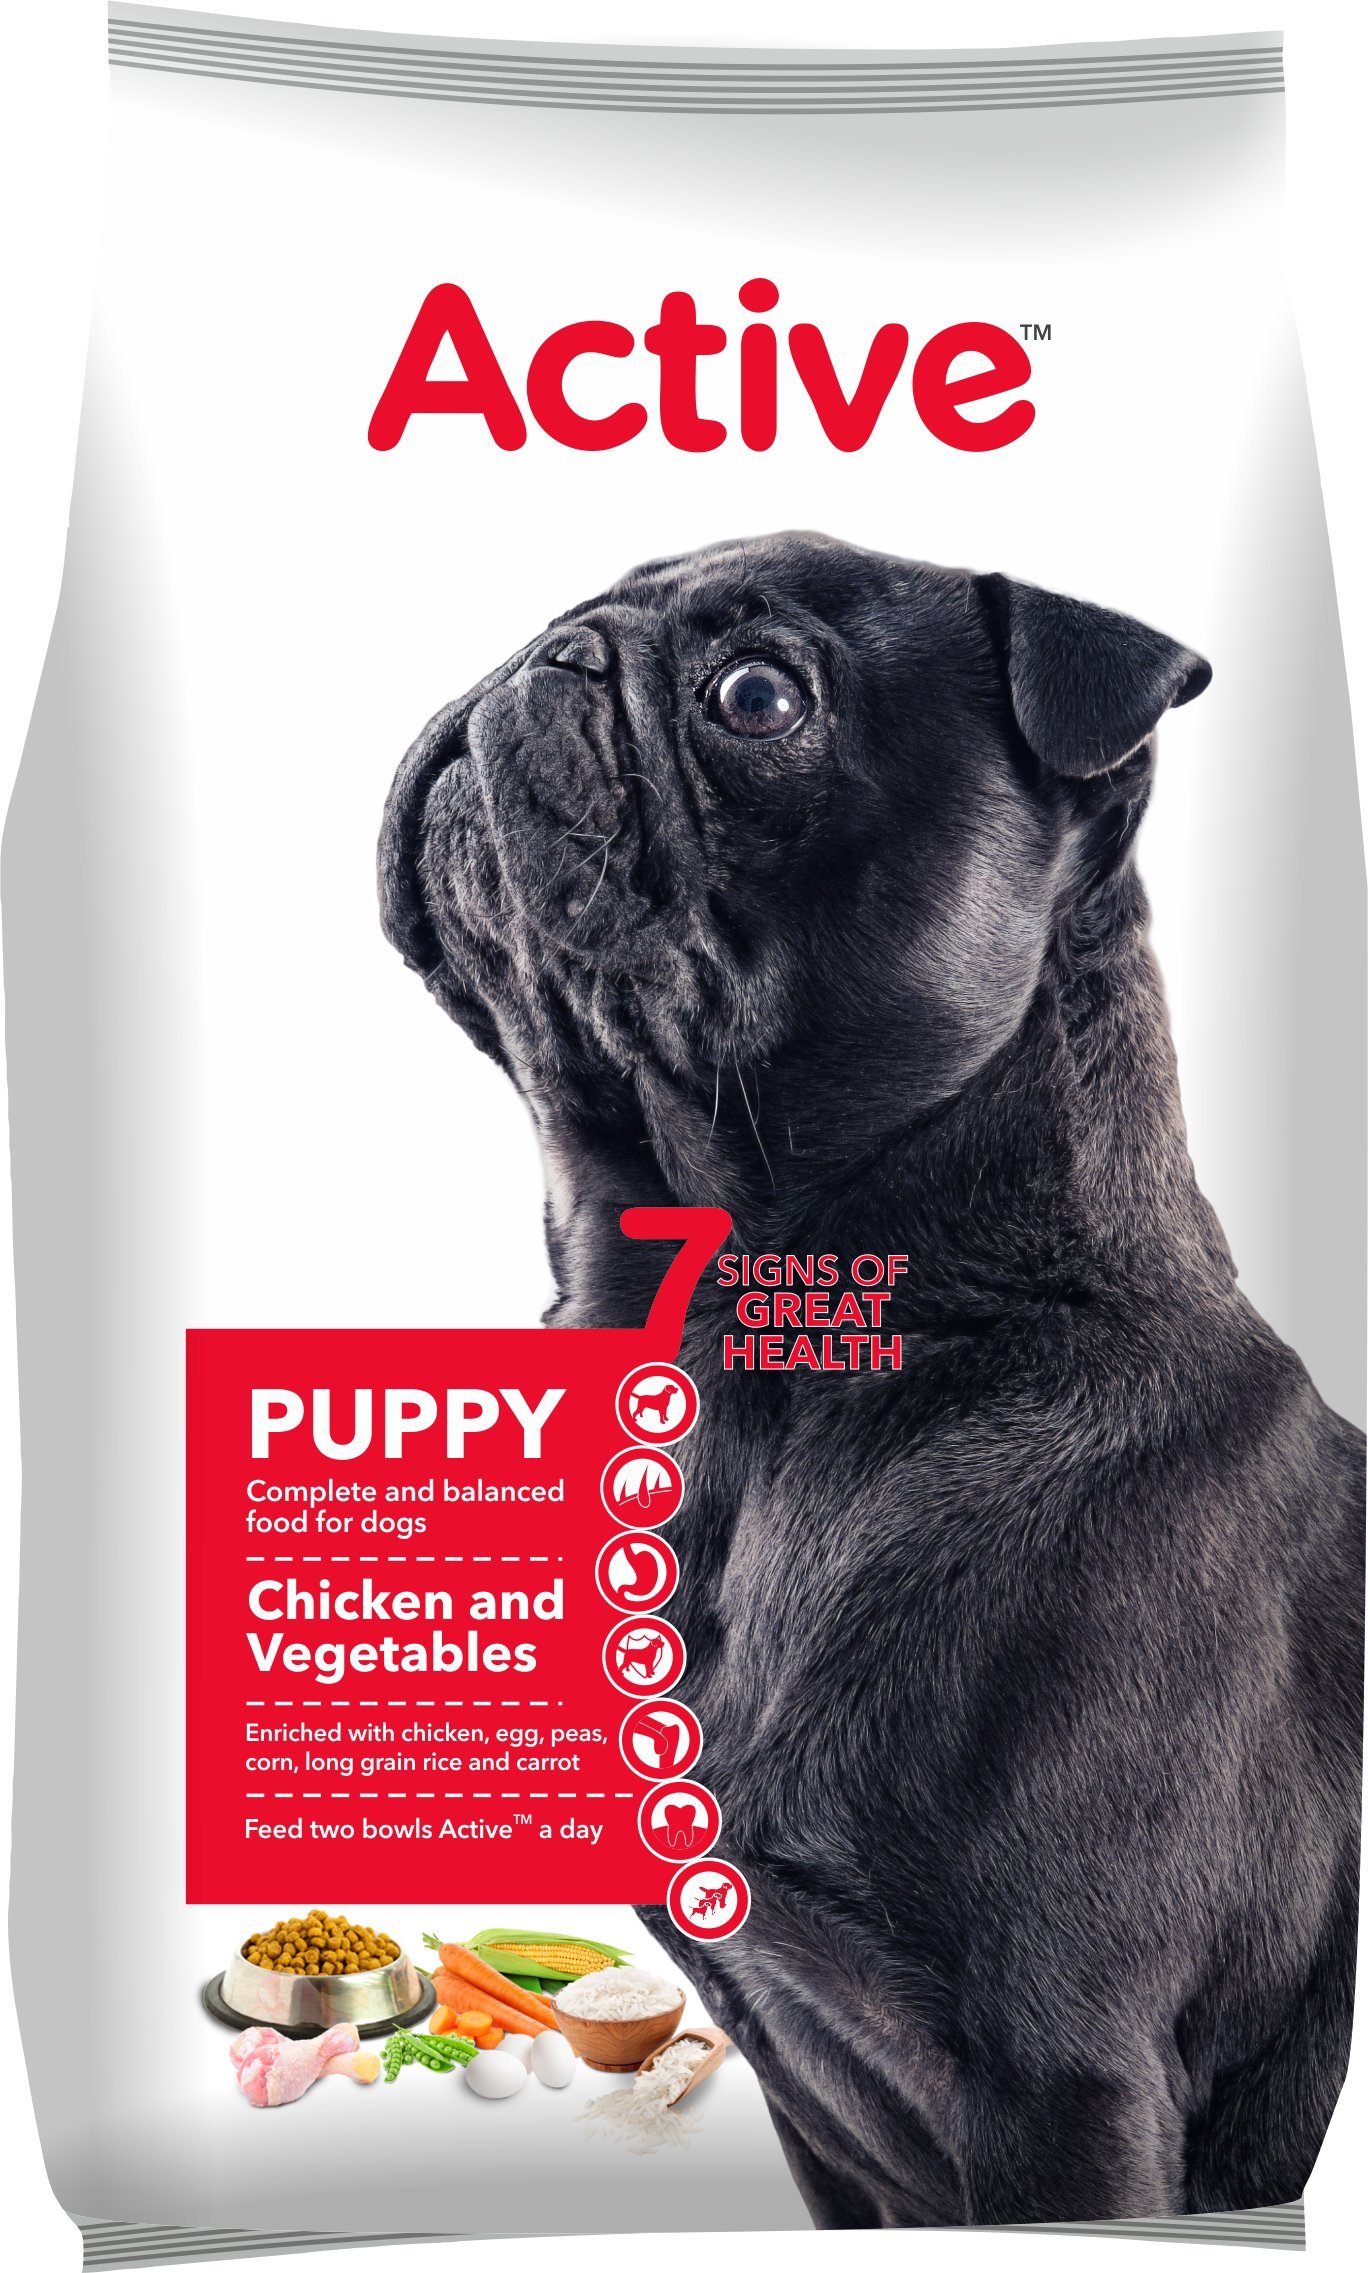 Active™
7
SIGNS OF
GREAT
HEALTH
PUPPY
Complete and balanced
food for dogs
Chicken and
Vegetables
Enriched with chicken, egg, peas,
corn, long grain rice and carrot
Feed two bowls Active™ a day